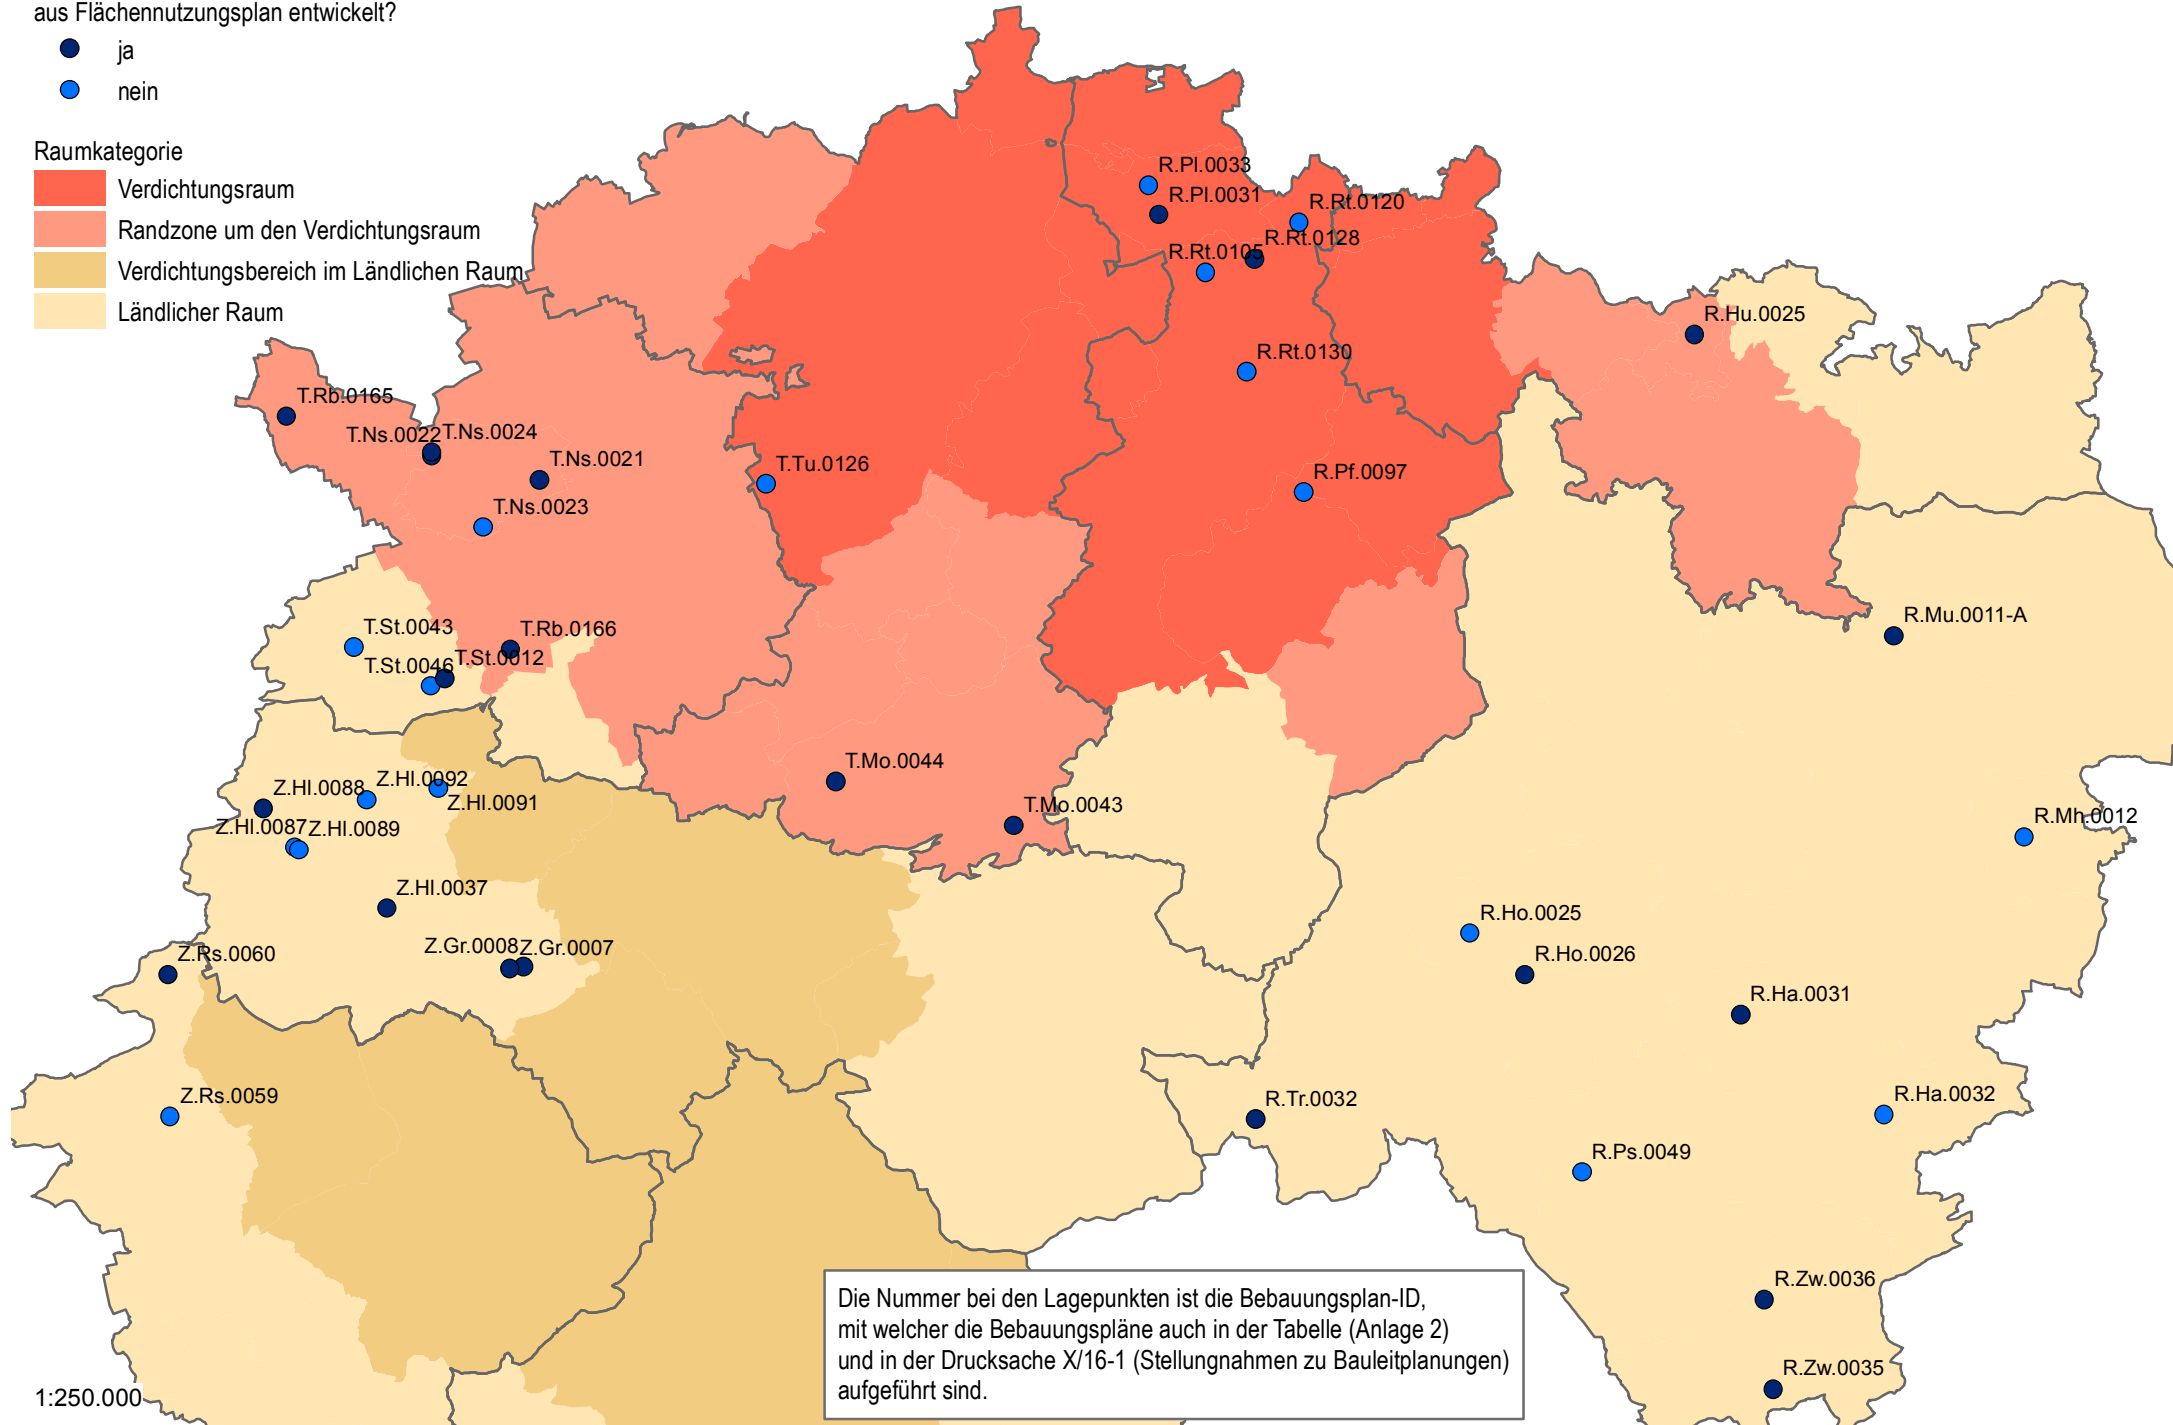 aus Flächennutzungsplan entwickelt?
ja
nein
Raumkategorie
Verdichtungsraum
Randzone um den Verdichtungsraum
Verdichtungsbereich im Ländlichen Raum
Ländlicher Raum
R.Pl.0033
R.Pl.0031
R.Rt.0120
R.Rt.0128
R.Rt.0105
R.Hu.0025
R.Rt.0130
T.Rb.0165
T.Ns.0022
T.Ns.0024
T.Ns.0021
T.Tu.0126
R.Pf.0097
T.Ns.0023
T.St.0043
T.Rb.0166
R.Mu.0011-A
T.St.0046
T.St.0012
T.Mo.0044
Z.Hl.0088
Z.Hl.0092
Z.Hl.0091
T.Mo.0043
Z.Hl.0087
Z.Hl.0089
R.Mh.0012
Z.Hl.0037
R.Ho.0025
Z.Gr.0008
Z.Gr.0007
Z.Rs.0060
R.Ho.0026
R.Ha.0031
Z.Rs.0059
R.Tr.0032
R.Ha.0032
R.Ps.0049
R.Zw.0036
R.Zw.0035
Die Nummer bei den Lagepunkten ist die Bebauungsplan-ID,
mit welcher die Bebauungspläne auch in der Tabelle (Anlage 2)
und in der Drucksache X/16-1 (Stellungnahmen zu Bauleitplanungen)
aufgeführt sind.
1:250.000